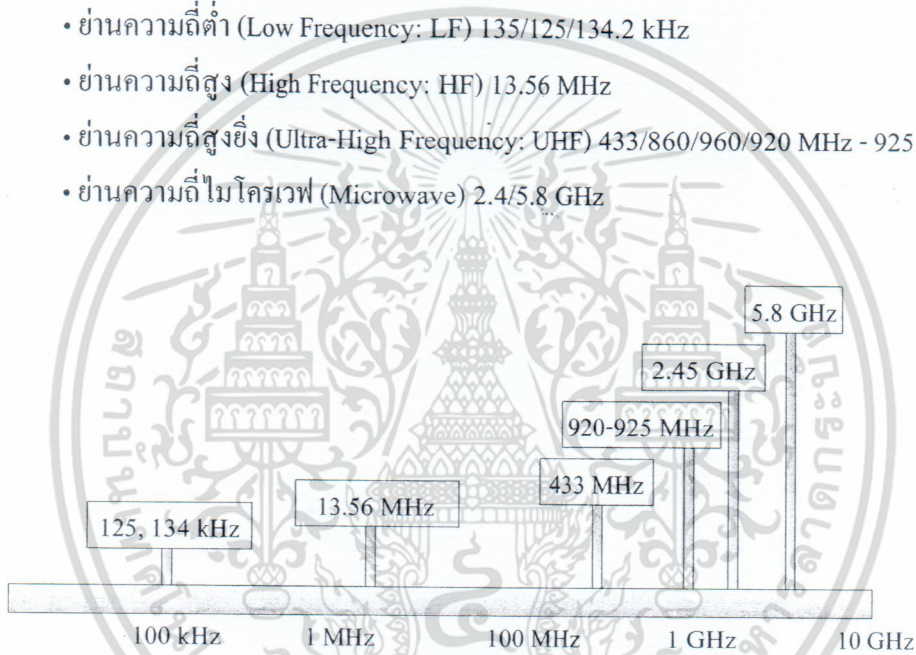 • ย่านความถี่ต่ำ (Low Frequency: LF) 135/125/134.2 kHz
• ย่านความถี่สูง (High Frequency: HF) 13.56 MHz
• ย่านความถี่สูงยิ่ง (Ultra-High Frequency: UHF) 433/860/960/920 MHz - 925
• ย่านความถี่ไมโครเวฟ (Microwave) 2.4/5.8 GHz
5.8 GHz
2.45 GHz
920-925 MHz
433 MHz
13.56 MHz
125, 134 kHz
100 kHz 1 MHz 100 MHz 1 GHz 10 GHz